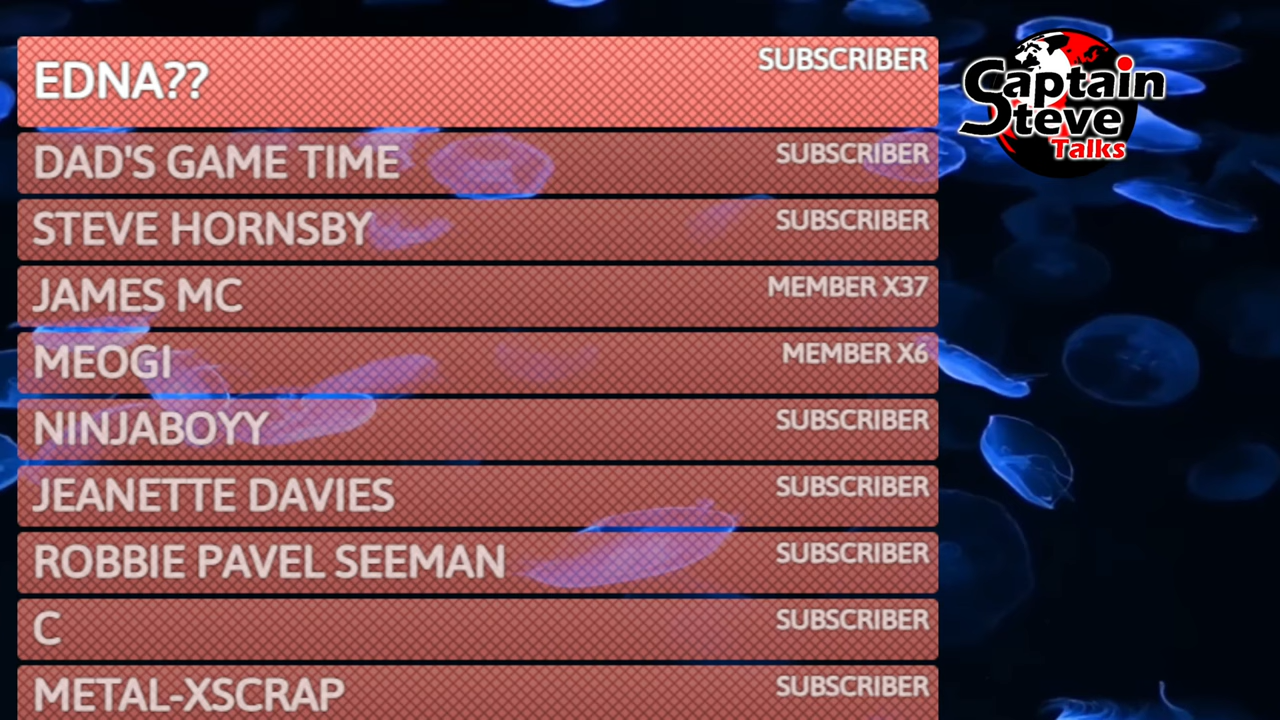 EDNA??
SUBSCRIBER
DAD'S GAME TIME
SUBSCRIBER
STEVE HORNSBY
SUBSCRIBER
JAMES MC
MEMBER X37
MEOGI
MEMBER X6
NINJABOYY
SUBSCRIBER
JEANETTE DAVIES
SUBSCRIBER
ROBBIE PAVEL SEEMAN
SUBSCRIBER
C
SUBSCRIBER
METAL-XSCRAP
SUBSCRIBER
Captain
Steve
Talks